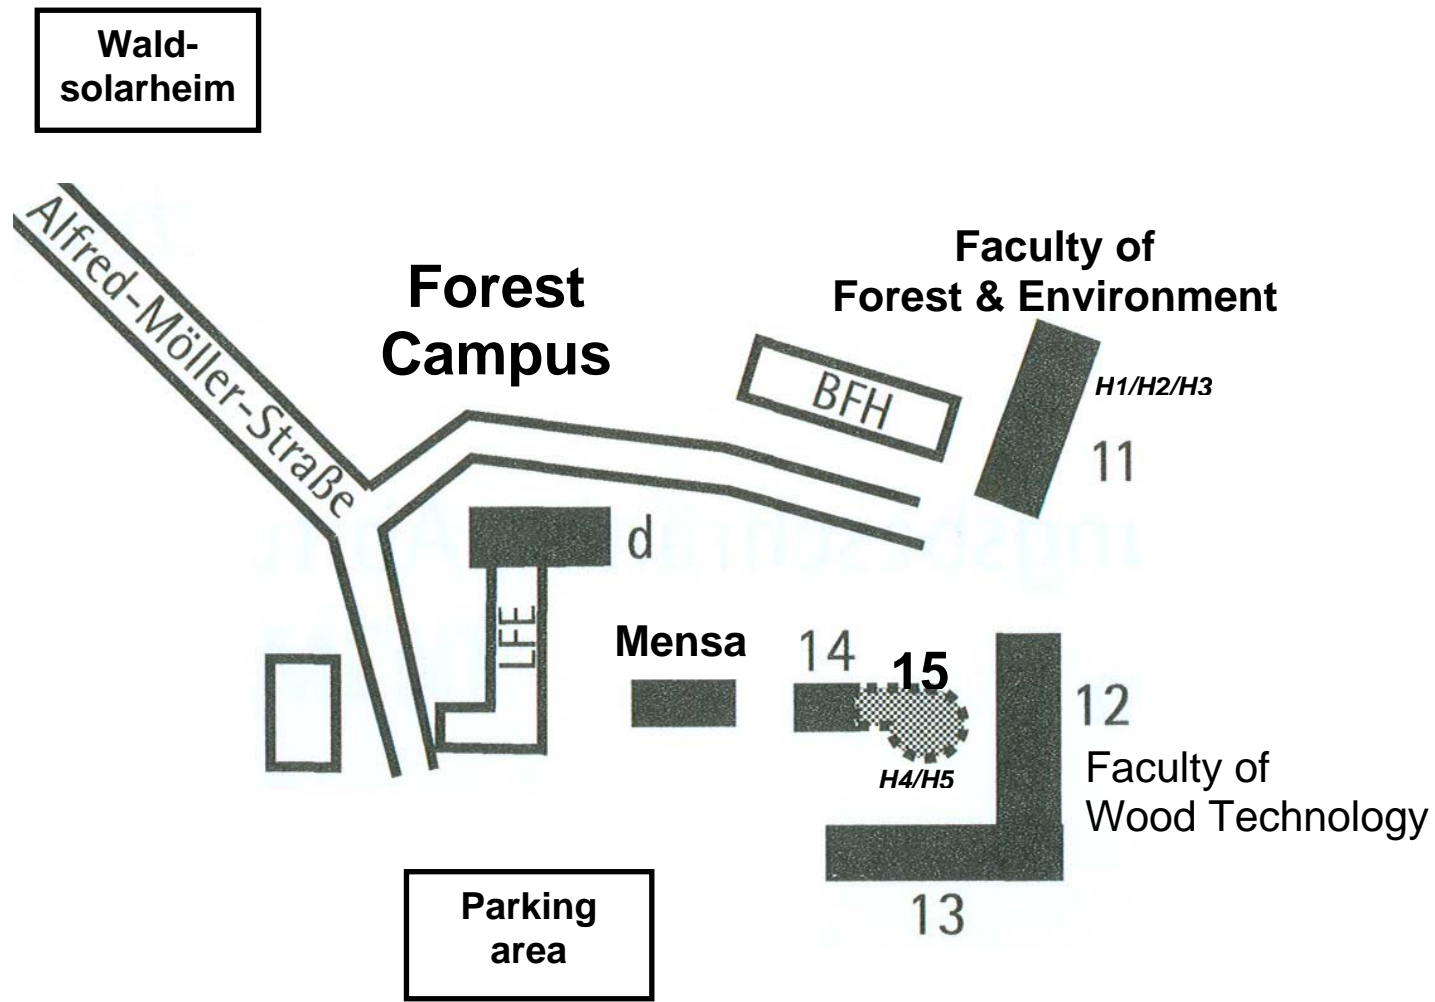 Wald-
solarheim
Alfred-Möller-Straße
Forest
Campus
Faculty of
Forest & Environment
BFH
H1/H2/H3
11
d
LFE
Mensa
14
15
12
H4/H5
Faculty of
Wood Technology
13
Parking
area